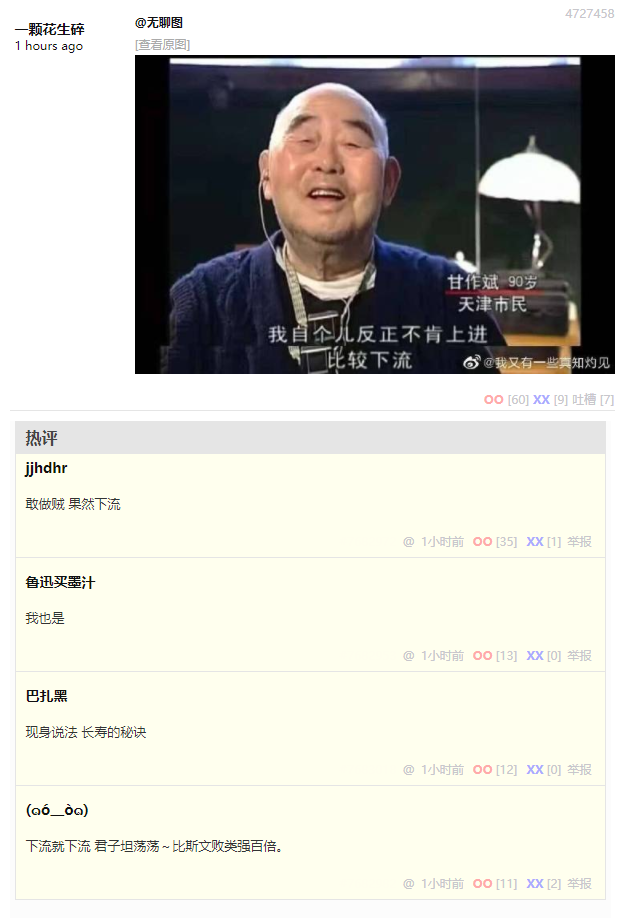 一颗花生碎
1 hours ago
@无聊图
4727458
[查看原图]
甘作斌 90岁
天津市民
我自个儿反正不肯上进
比较下流
@我又有一些真知灼见
OO [60] XX [9] 吐槽 [7]
热评
jjhdhr
敢做贼 果然下流
@ 1小时前 OO [35] XX [1] 举报
鲁迅买墨汁
我也是
@ 1小时前 OO [13] XX [0] 举报
巴扎黑
现身说法 长寿的秘诀
@ 1小时前 OO [12] XX [0] 举报
(ฅó__òฅ)
下流就下流 君子坦荡荡～比斯文败类强百倍。
@ 1小时前 OO [11] XX [2] 举报